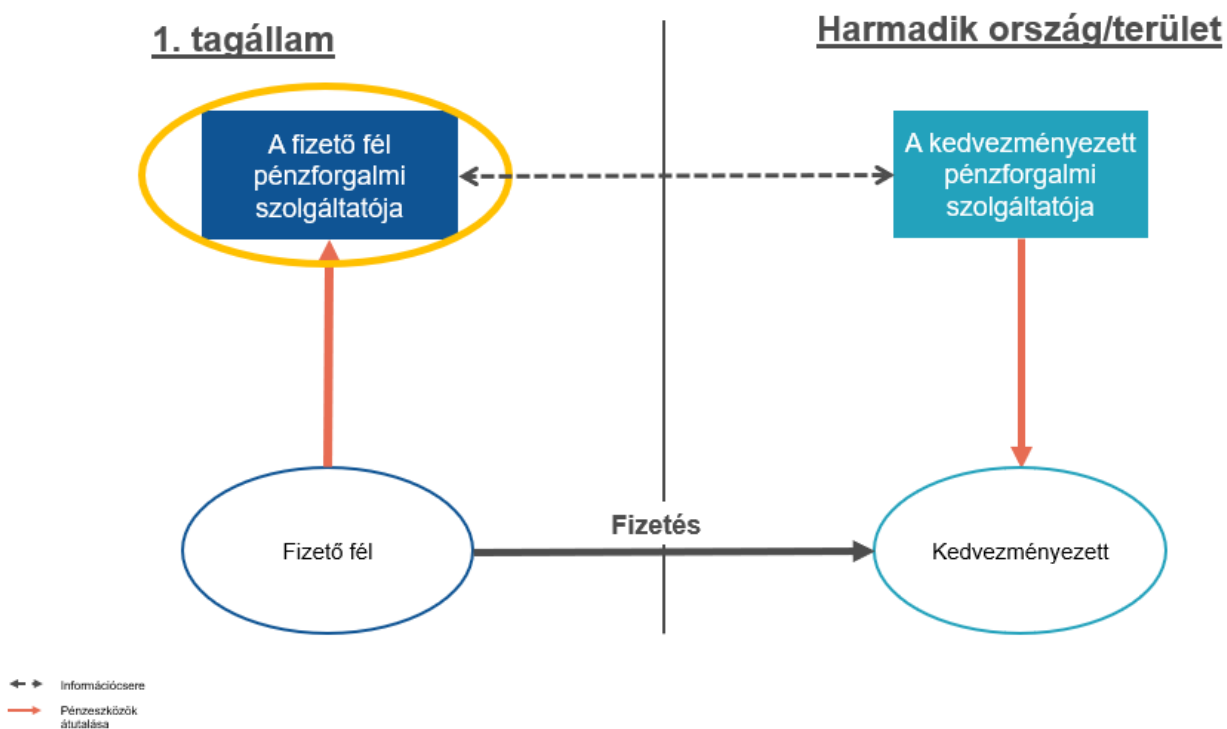 1. tagállam
Harmadik ország/terület
A fizető fél
pénzforgalmi
szolgáltatója
A kedvezményezett
pénzforgalmi
szolgáltatója
Fizetés
Fizető fél
Kedvezményezett
Információcsere
Pénzeszközök
átutalása